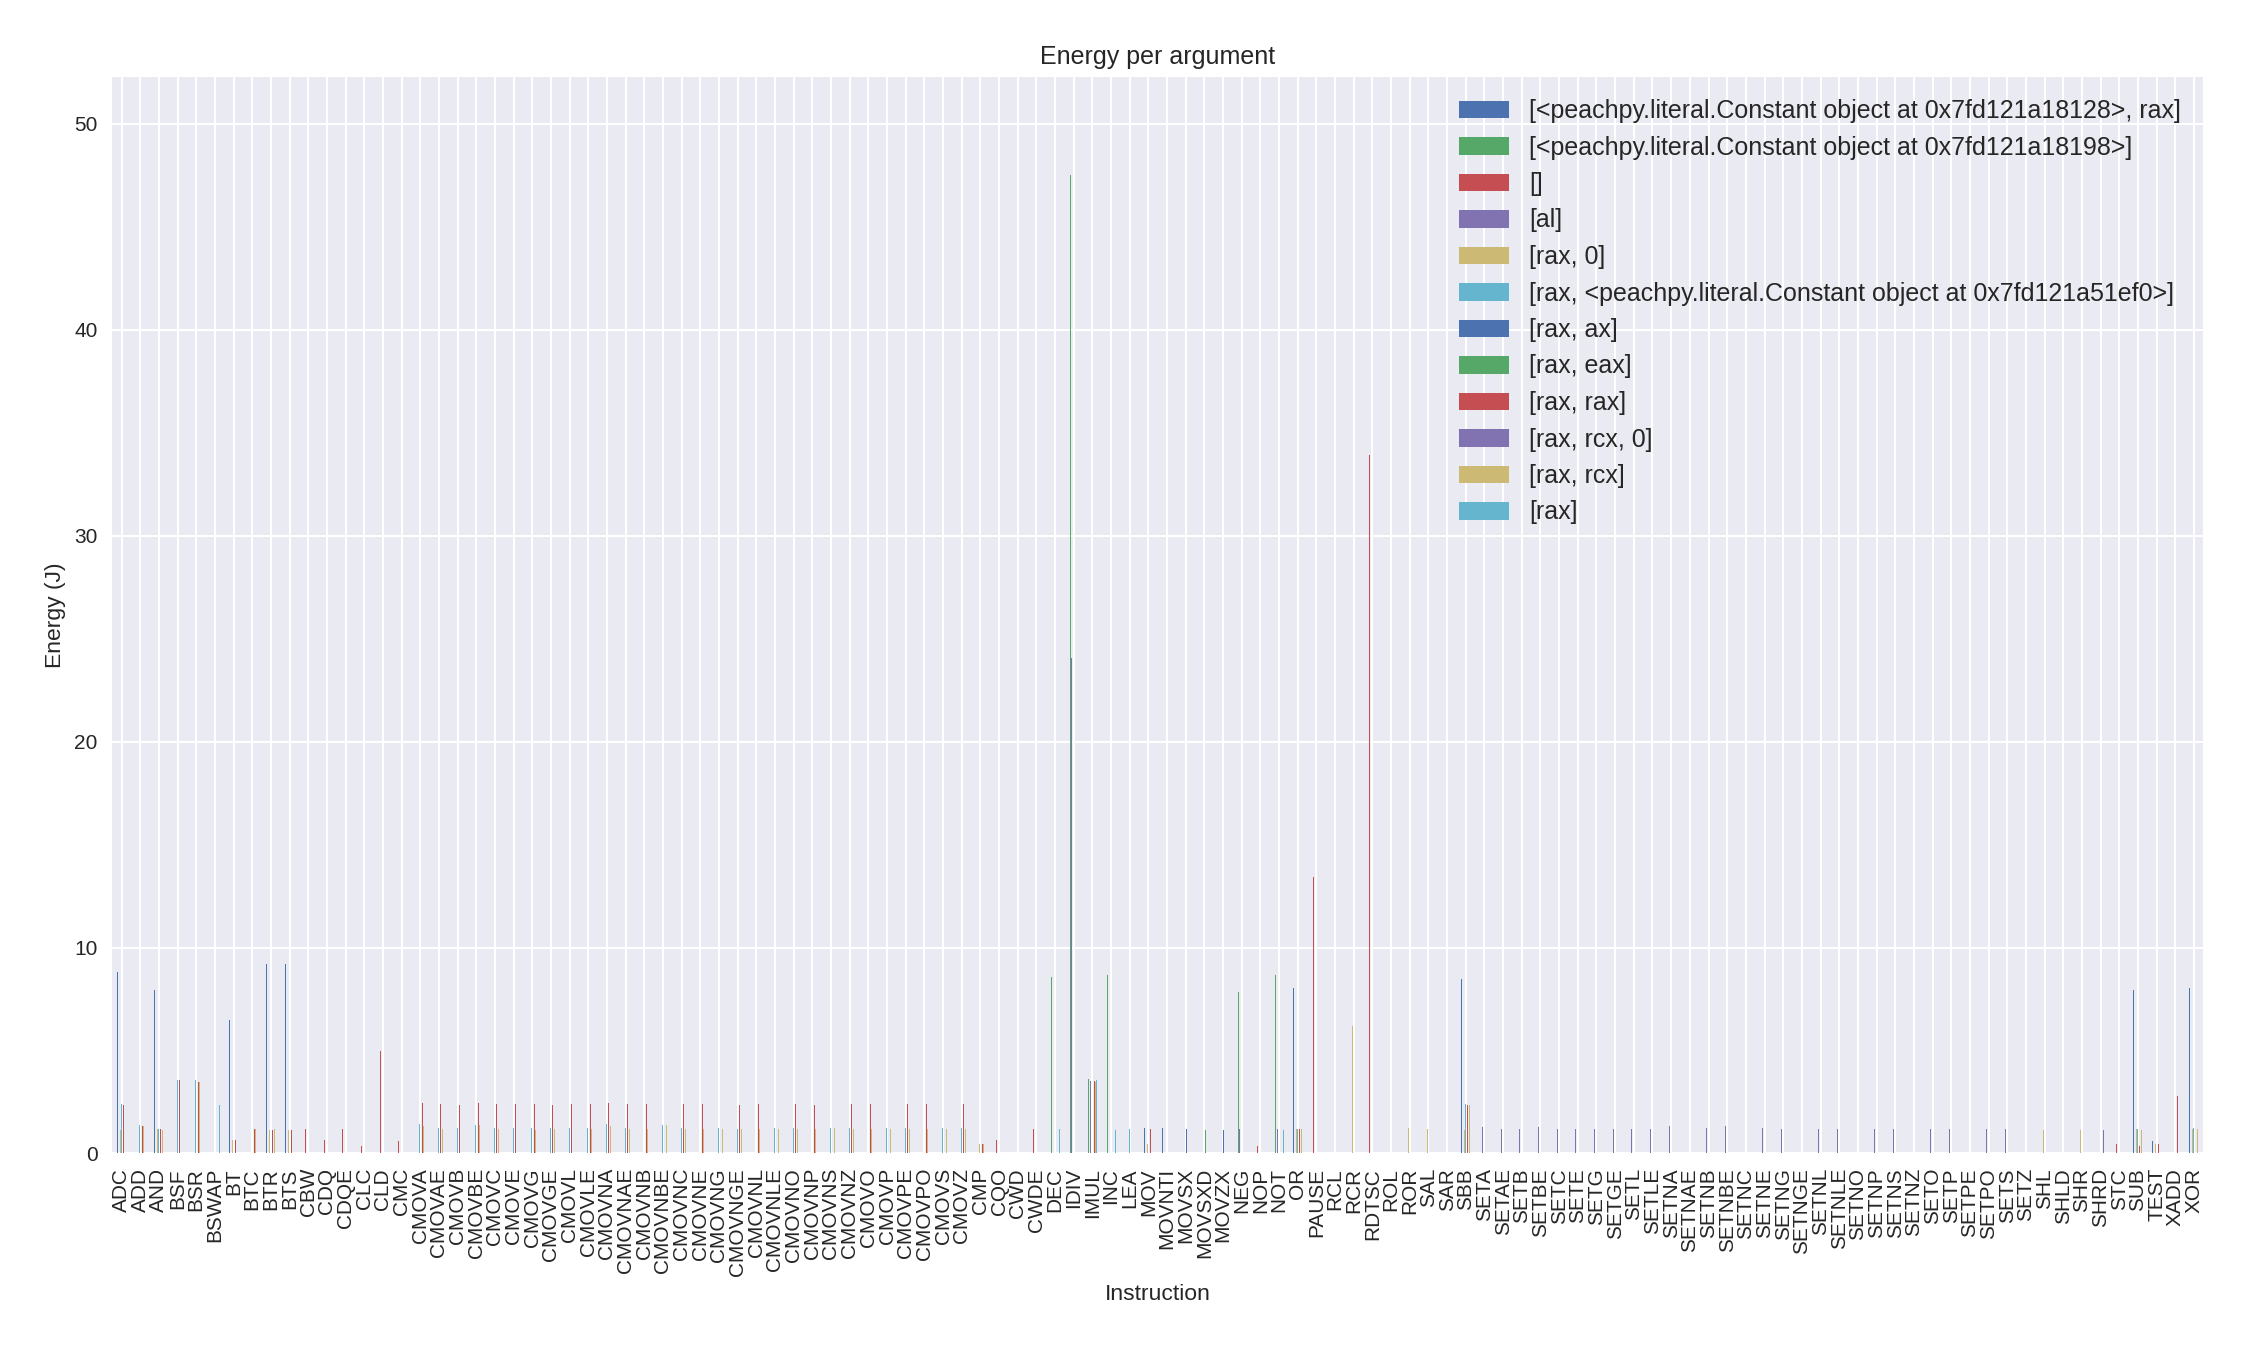 Energy per argument
[<peachpy.literal.Constant object at 0x7fd121a18128>, rax]
[<peachpy.literal.Constant object at 0x7fd121a18198>]
[]
[al]
[rax, 0]
[rax, <peachpy.literal.Constant object at 0x7fd121a51ef0>]
[rax, ax]
[rax, eax]
[rax, rax]
[rax, rcx, 0]
[rax, rcx]
[rax]
Energy (J)
50
40
30
20
10
0
ADC
ADD
AND
BSF
BSR
BSWAP
BT
BTC
BTR
BTS
CBW
CDQ
CDQE
CLC
CLD
CMC
CMOVA
CMOVAE
CMOVB
CMOVBE
CMOVC
CMOVE
CMOVG
CMOVGE
CMOVL
CMOVLE
CMOVNA
CMOVNAE
CMOVNB
CMOVNBE
CMOVNC
CMOVNE
CMOVNG
CMOVNGE
CMOVNL
CMOVNLE
CMOVNO
CMOVNP
CMOVNS
CMOVNZ
CMOVO
CMOVP
CMOVPE
CMOVPO
CMOVS
CMOVZ
CMP
CQO
CWD
CWDE
DEC
IDIV
IMUL
INC
LEA
MOV
MOVNTI
MOVSX
MOVSXD
MOVZX
NEG
NOP
NOT
OR
PAUSE
RCL
RCR
RDTSC
ROL
ROR
SAL
SAR
SBB
SETA
SETAE
SETB
SETBE
SETC
SETE
SETG
SETGE
SETL
SETLE
SETNA
SETNAE
SETNB
SETNBE
SETNC
SETNE
SETNG
SETNGE
SETNL
SETNLE
SETNO
SETNP
SETNS
SETNZ
SETO
SETP
SETPE
SETPO
SETS
SETZ
SHL
SHLD
SHR
SHRD
STC
SUB
TEST
XADD
XOR
Instruction